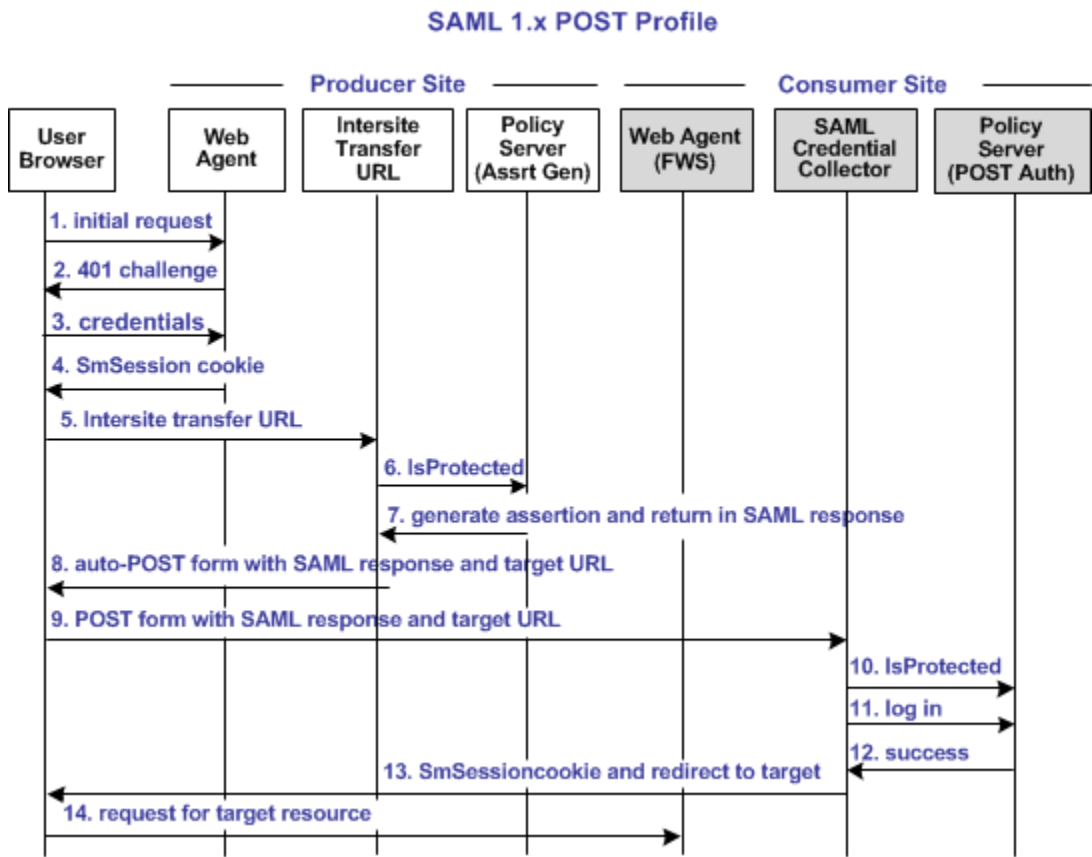 SAML 1.x POST Profile
Producer Site
Consumer Site
User
Browser
Web
Agent
Intersite
Transfer
URL
Policy
Server
(Assrt Gen)
Web Agent
(FWS)
SAML
Credential
Collector
Policy
Server
(POST Auth)
1. initial request
2. 401 challenge
3. credentials
4. SmSession cookie
5. Intersite transfer URL
6. IsProtected
7. generate assertion and return in SAML response
8. auto-POST form with SAML response and target URL
9. POST form with SAML response and target URL
10. IsProtected
11. log in
12. success
13. SmSessioncookie and redirect to target
14. request for target resource